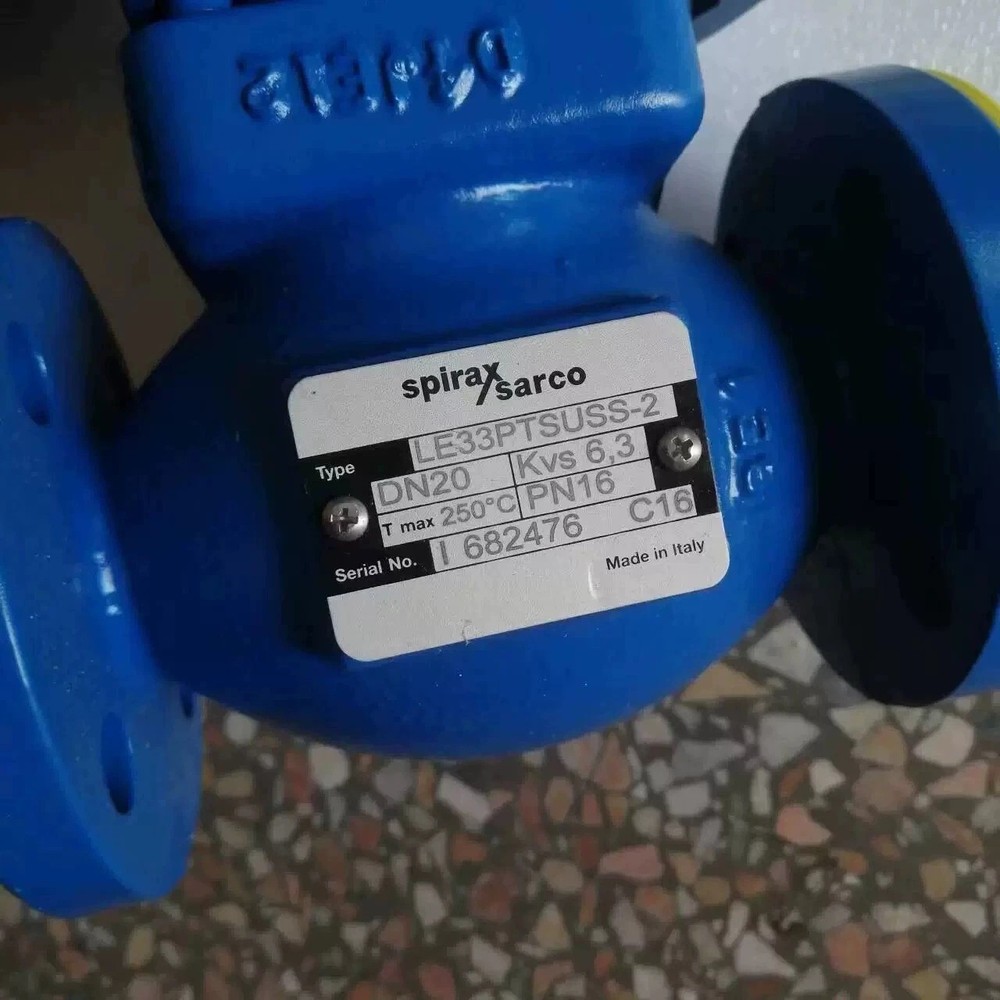 spirax
sarco
Type LE33PTSUSS-2
DN20 Kvs 6,3
T max 250°C PN16
Serial No. I 682476 C16
Made in Italy